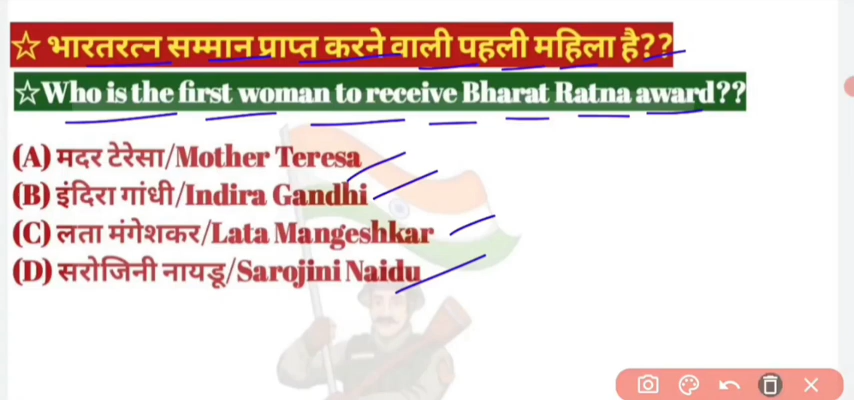 ☆ भारतरत्न सम्मान प्राप्त करने वाली पहली महिला है??
☆Who is the first woman to receive Bharat Ratna award??
(A) मदर टेरेसा/Mother Teresa
(B) इंदिरा गांधी/Indira Gandhi
(C) लता मंगेशकर/Lata Mangeshkar
(D) सरोजिनी नायडू/Sarojini Naidu